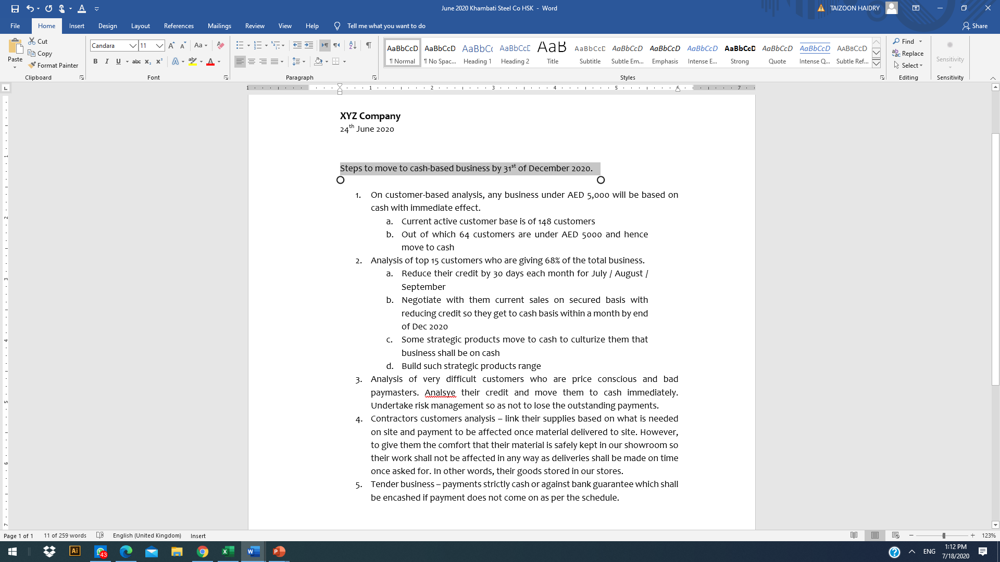 June 2020 Khambati Steel Co HSK - Word
TAIZOON HAIDRY
File Home Insert Design Layout References Mailings Review View Help Tell me what you want to do
Share
Paste
Cut
Copy
Format Painter
Clipboard
Candara 11
Font
Paragraph
AaBbCcD AaBbCcD AaBbC AaBbCcC AaB AaBbCcC AaBbCcD AaBbCcD AaBbCcD AaBbCcD AaBbCcD AaBbCcD AABBCCD
¶ Normal ¶ No Spac... Heading 1 Heading 2 Title Subtitle Subtle Em... Emphasis Intense E... Strong Quote Intense Q... Subtle Ref...
Styles
Find
Replace
Select
Editing
Sensitivity
Sensitivity
1 1 2 3 4 5 6 7
XYZ Company
24th June 2020
Steps to move to cash-based business by 31st of December 2020.
1. On customer-based analysis, any business under AED 5,000 will be based on
cash with immediate effect.
a. Current active customer base is of 148 customers
b. Out of which 64 customers are under AED 5000 and hence
move to cash
2. Analysis of top 15 customers who are giving 68% of the total business.
a. Reduce their credit by 30 days each month for July / August /
September
b. Negotiate with them current sales on secured basis with
reducing credit so they get to cash basis within a month by end
of Dec 2020
c. Some strategic products move to cash to culturize them that
business shall be on cash
d. Build such strategic products range
3. Analysis of very difficult customers who are price conscious and bad
paymasters. Analsye their credit and move them to cash immediately.
Undertake risk management so as not to lose the outstanding payments.
4. Contractors customers analysis – link their supplies based on what is needed
on site and payment to be affected once material delivered to site. However,
to give them the comfort that their material is safely kept in our showroom so
their work shall not be affected in any way as deliveries shall be made on time
once asked for. In other words, their goods stored in our stores.
5. Tender business – payments strictly cash or against bank guarantee which shall
be encashed if payment does not come on as per the schedule.
Page 1 of 1 11 of 259 words English (United Kingdom) Insert
123%
Ai 43
ENG
1:12 PM
7/18/2020